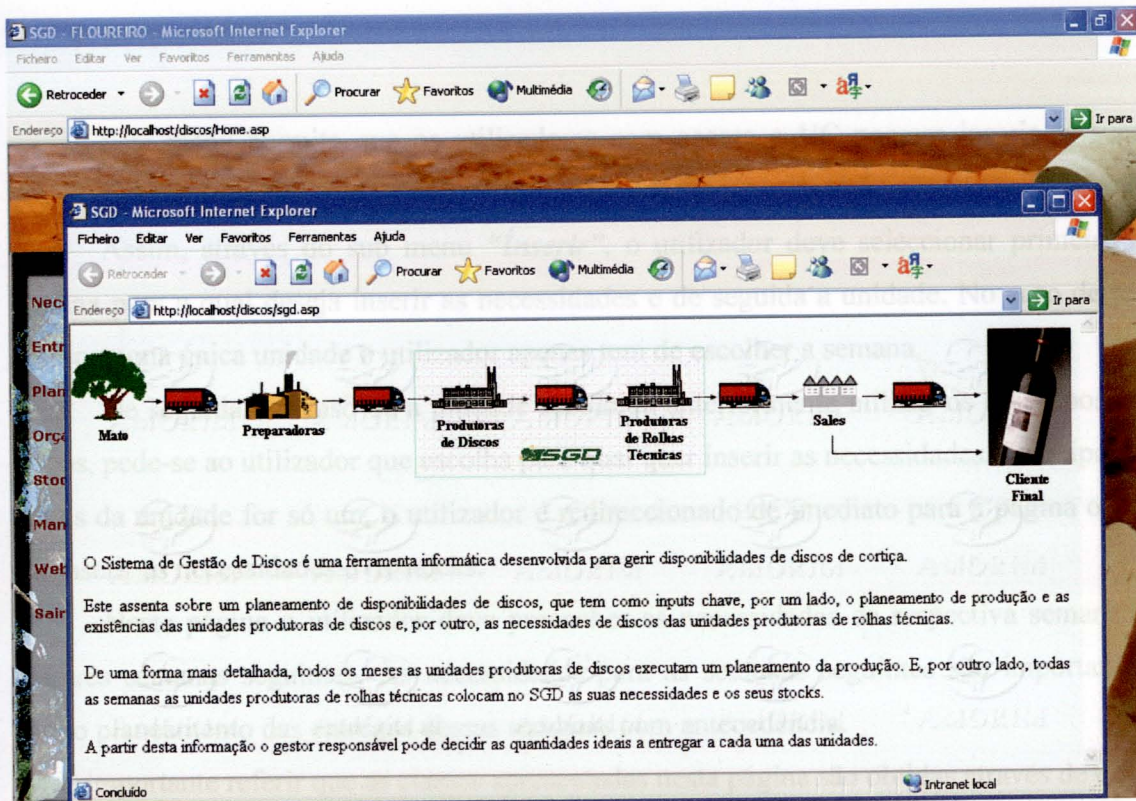 SGD - FLOUREIRO - Microsoft Internet Explorer
Ficheiro Editar Ver Favoritos Ferramentas Ajuda
Retroceder Procurar Favoritos Multimédia
Endereço http://localhost/discos/Home.asp Ir para
SGD - Microsoft Internet Explorer
Ficheiro Editar Ver Favoritos Ferramentas Ajuda
Retroceder Procurar Favoritos Multimédia
Endereço http://localhost/discos/sgd.asp Ir para
Nec
Entr
Plan
Orça
Stoc
Man
Web
Sair
Mato
Preparadoras
Produtoras
de Discos
SGD
Produtoras
de Rolhas
Técnicas
Sales
Cliente
Final
O Sistema de Gestão de Discos é uma ferramenta informática desenvolvida para gerir disponibilidades de discos de cortiça.
Este assenta sobre um planeamento de disponibilidades de discos, que tem como inputs chave, por um lado, o planeamento de produção e as
existências das unidades produtoras de discos e, por outro, as necessidades de discos das unidades produtoras de rolhas técnicas.
De uma forma mais detalhada, todos os meses as unidades produtoras de discos executam um planeamento da produção. E, por outro lado, todas
as semanas as unidades produtoras de rolhas técnicas colocam no SGD as suas necessidades e os seus stocks.
A partir desta informação o gestor responsável pode decidir as quantidades ideais a entregar a cada uma das unidades.
Concluído
Intranet local